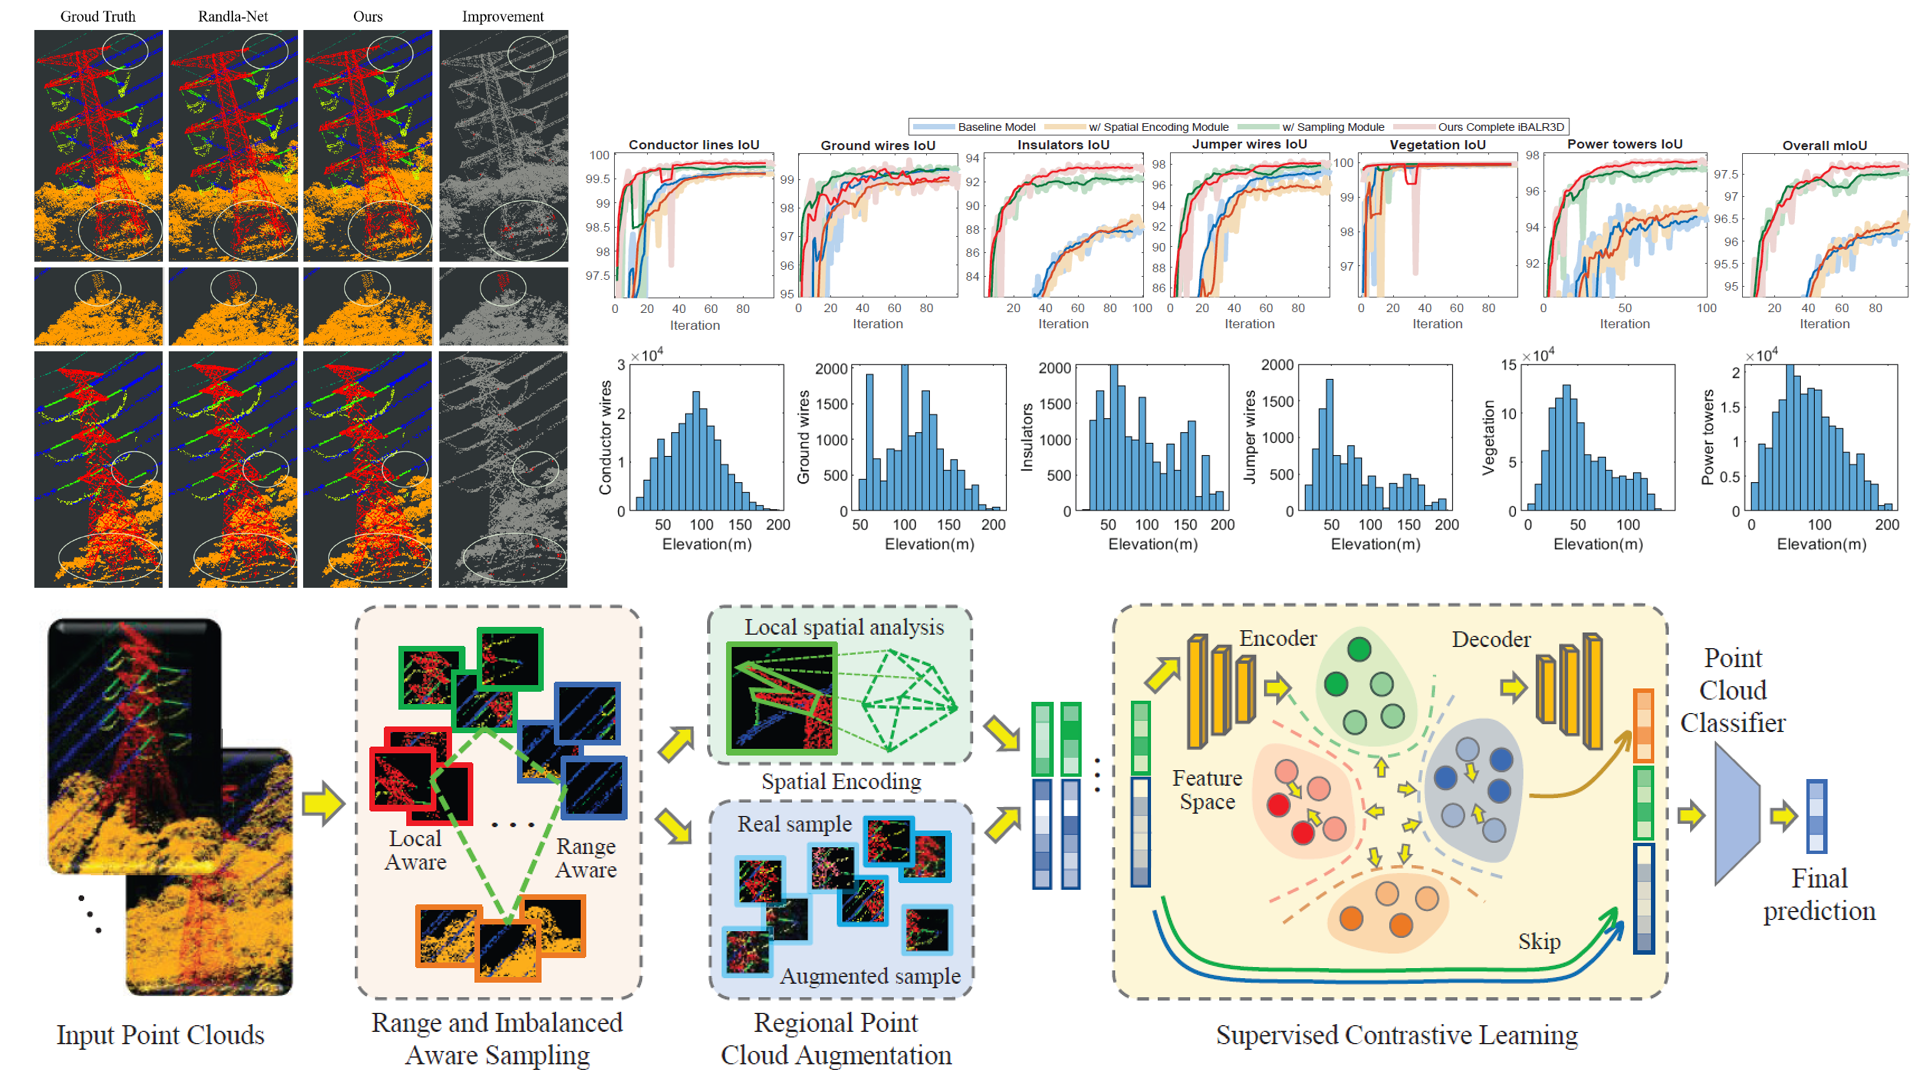 Groud Truth Randla-Net Ours Improvement
Baseline Model w/ Spatial Encoding Module w/ Sampling Module Ours Complete iBALR3D
Conductor lines IoU Ground wires IoU Insulators IoU Jumper wires IoU Vegetation IoU Power towers IoU Overall mIoU
100
99.5
99
98.5
98
97.5
0 20 40 60 80
Iteration
99
98
97
96
95
0 20 40 60 80
Iteration
94
92
90
88
86
84
20 40 60 80 100
Iteration
98
96
94
92
90
88
86
20 40 60 80 100
Iteration
100
99
98
97
0 20 40 60 80
Iteration
98
96
94
92
0 50 100
Iteration
97.5
97
96.5
96
95.5
95
20 40 60 80
Iteration
3 ×10⁴
2
1
0
50 100 150 200
Conductor wires
Elevation(m)
2000
1500
1000
500
0
50 100 150 200
Ground wires
Elevation(m)
2000
1500
1000
500
0
50 100 150 200
Insulators
Elevation(m)
2000
1500
1000
500
0
50 100 150 200
Jumper wires
Elevation(m)
15 ×10⁴
10
5
0
0 50 100
Vegetation
Elevation(m)
2 ×10⁴
1.5
1
0.5
0
0 100 200
Power towers
Elevation(m)
Input Point Clouds
Local
Aware
. . .
Range
Aware
Range and Imbalanced
Aware Sampling
Local spatial analysis
Spatial Encoding
Real sample
Augmented sample
Regional Point
Cloud Augmentation
Encoder
Decoder
Feature
Space
Skip
Supervised Contrastive Learning
Point
Cloud
Classifier
Final
prediction